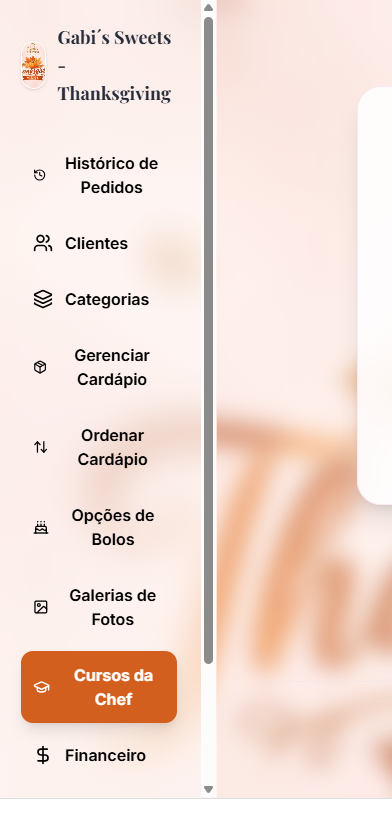 Gabi´s Sweets
-
Thanksgiving
Histórico de
Pedidos
Clientes
Categorias
Gerenciar
Cardápio
Ordenar
Cardápio
Opções de
Bolos
Galerias de
Fotos
Cursos da
Chef
Financeiro